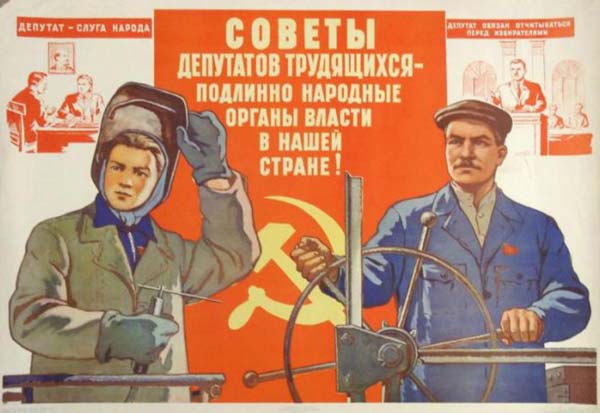 ДЕПУТАТ – СЛУГА НАРОДА
СОВЕТЫ
ДЕПУТАТОВ ТРУДЯЩИХСЯ–
ПОДЛИННО НАРОДНЫЕ
ОРГАНЫ ВЛАСТИ
В НАШЕЙ
СТРАНЕ!
ДЕПУТАТ ОБЯЗАН ОТЧИТЫВАТЬСЯ
ПЕРЕД ИЗБИРАТЕЛЯМИ